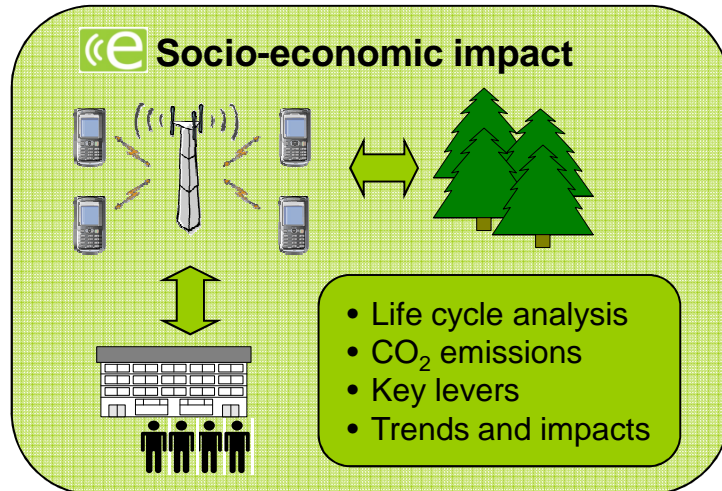 e Socio-economic impact
• Life cycle analysis
• CO₂ emissions
• Key levers
• Trends and impacts